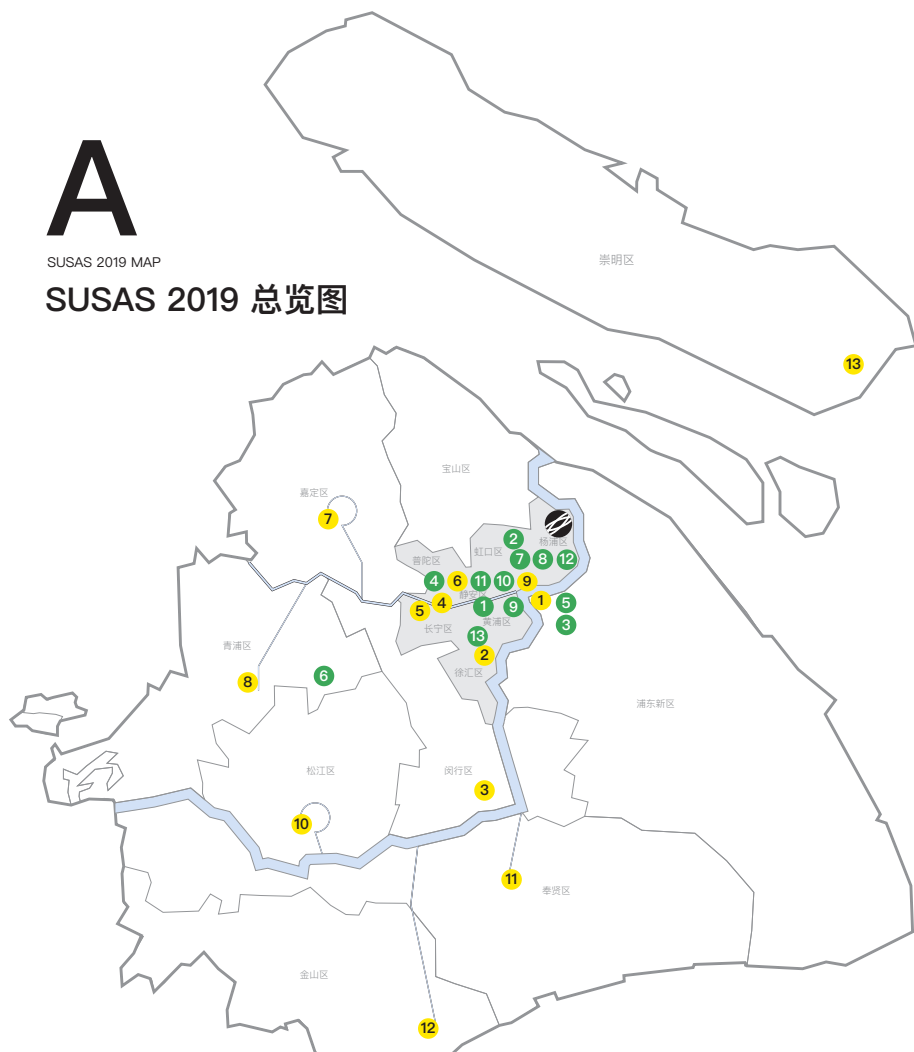 A
SUSAS 2019 MAP
SUSAS 2019 总览图
崇明区
13
宝山区
嘉定区
7
2
虹口区
杨浦区
7
8
12
普陀区
4
6
11
10
9
静安区
5
4
1
9
1
5
长宁区
黄浦区
3
13
2
青浦区
徐汇区
8
6
浦东新区
松江区
闵行区
3
10
11
奉贤区
金山区
12